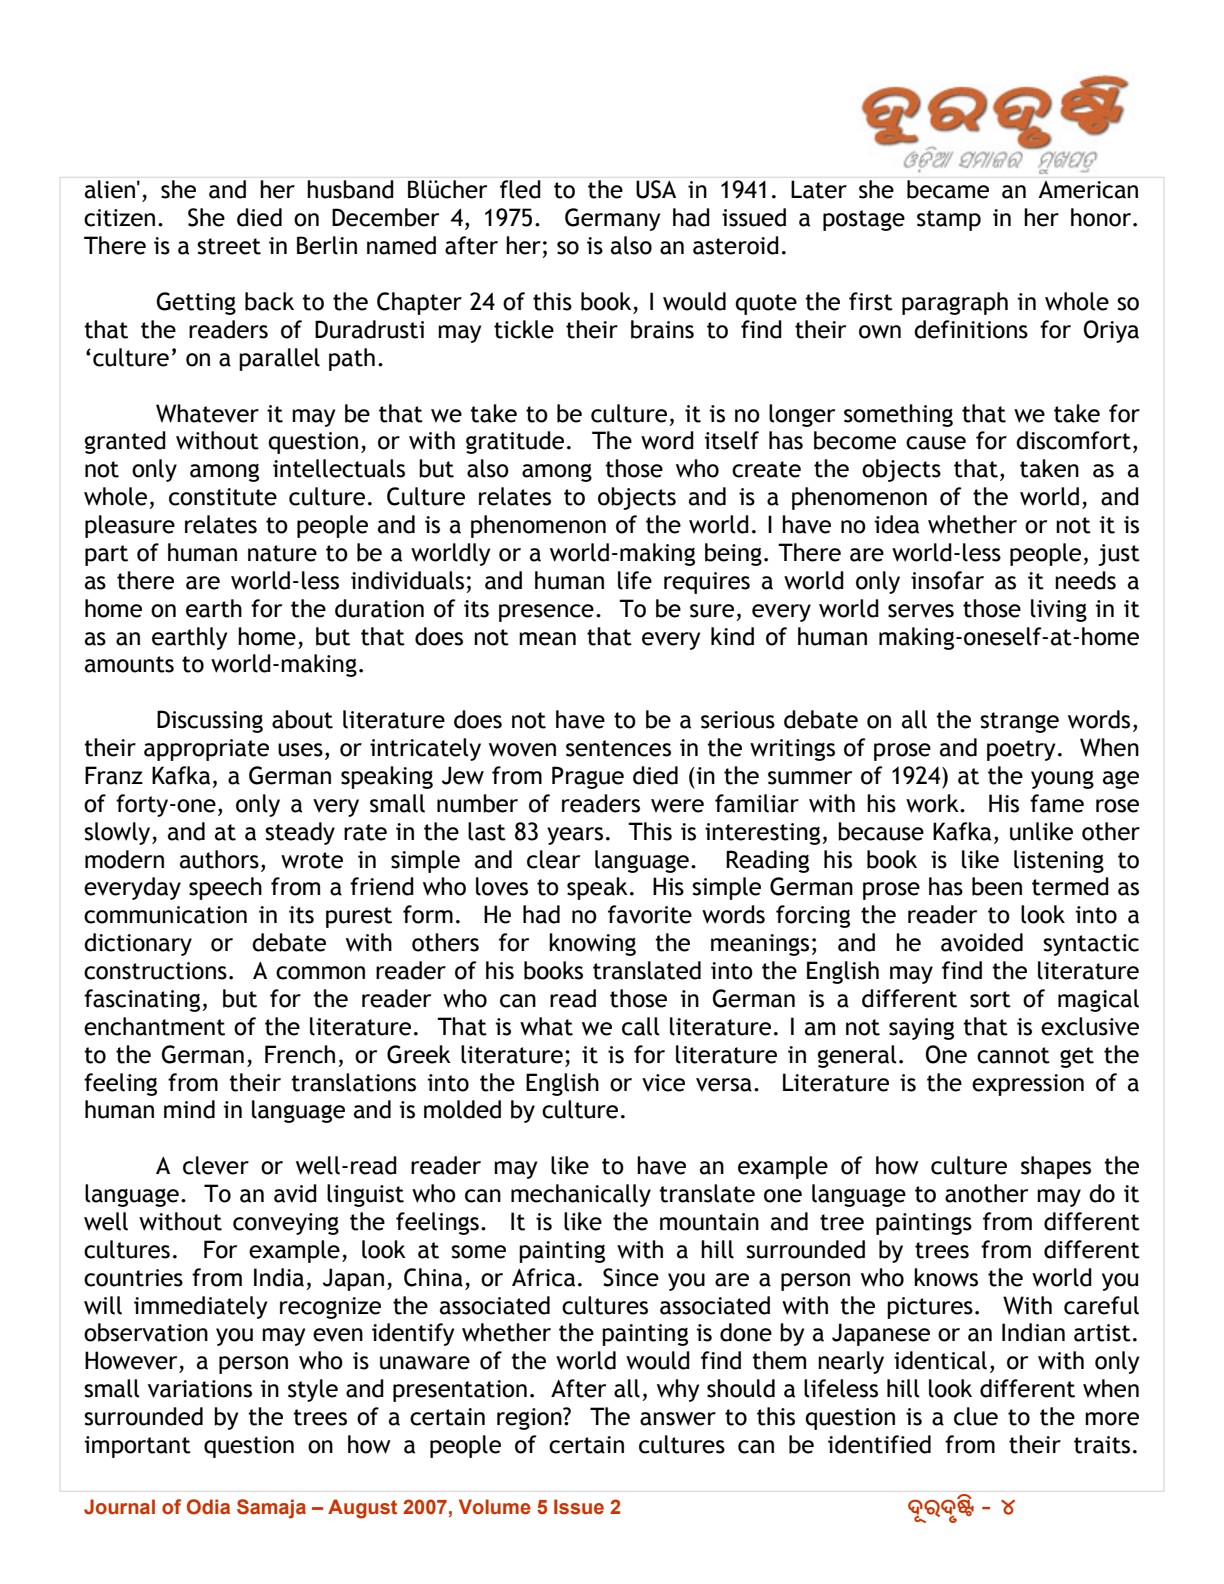 ଦୁରଦୃଷ୍ଟି
ଓଡ଼ିଆ ସମାଜର ମୁଖପତ୍ର
alien', she and her husband Blücher fled to the USA in 1941. Later she became an American
citizen. She died on December 4, 1975. Germany had issued a postage stamp in her honor.
There is a street in Berlin named after her; so is also an asteroid.
Getting back to the Chapter 24 of this book, I would quote the first paragraph in whole so
that the readers of Duradrusti may tickle their brains to find their own definitions for Oriya
‘culture’ on a parallel path.
Whatever it may be that we take to be culture, it is no longer something that we take for
granted without question, or with gratitude. The word itself has become cause for discomfort,
not only among intellectuals but also among those who create the objects that, taken as a
whole, constitute culture. Culture relates to objects and is a phenomenon of the world, and
pleasure relates to people and is a phenomenon of the world. I have no idea whether or not it is
part of human nature to be a worldly or a world-making being. There are world-less people, just
as there are world-less individuals; and human life requires a world only insofar as it needs a
home on earth for the duration of its presence. To be sure, every world serves those living in it
as an earthly home, but that does not mean that every kind of human making-oneself-at-home
amounts to world-making.
Discussing about literature does not have to be a serious debate on all the strange words,
their appropriate uses, or intricately woven sentences in the writings of prose and poetry. When
Franz Kafka, a German speaking Jew from Prague died (in the summer of 1924) at the young age
of forty-one, only a very small number of readers were familiar with his work. His fame rose
slowly, and at a steady rate in the last 83 years. This is interesting, because Kafka, unlike other
modern authors, wrote in simple and clear language. Reading his book is like listening to
everyday speech from a friend who loves to speak. His simple German prose has been termed as
communication in its purest form. He had no favorite words forcing the reader to look into a
dictionary or debate with others for knowing the meanings; and he avoided syntactic
constructions. A common reader of his books translated into the English may find the literature
fascinating, but for the reader who can read those in German is a different sort of magical
enchantment of the literature. That is what we call literature. I am not saying that is exclusive
to the German, French, or Greek literature; it is for literature in general. One cannot get the
feeling from their translations into the English or vice versa. Literature is the expression of a
human mind in language and is molded by culture.
A clever or well-read reader may like to have an example of how culture shapes the
language. To an avid linguist who can mechanically translate one language to another may do it
well without conveying the feelings. It is like the mountain and tree paintings from different
cultures. For example, look at some painting with a hill surrounded by trees from different
countries from India, Japan, China, or Africa. Since you are a person who knows the world you
will immediately recognize the associated cultures associated with the pictures. With careful
observation you may even identify whether the painting is done by a Japanese or an Indian artist.
However, a person who is unaware of the world would find them nearly identical, or with only
small variations in style and presentation. After all, why should a lifeless hill look different when
surrounded by the trees of a certain region? The answer to this question is a clue to the more
important question on how a people of certain cultures can be identified from their traits.
Journal of Odia Samaja – August 2007, Volume 5 Issue 2 ଦୂରଦୃଷ୍ଟି - ୪